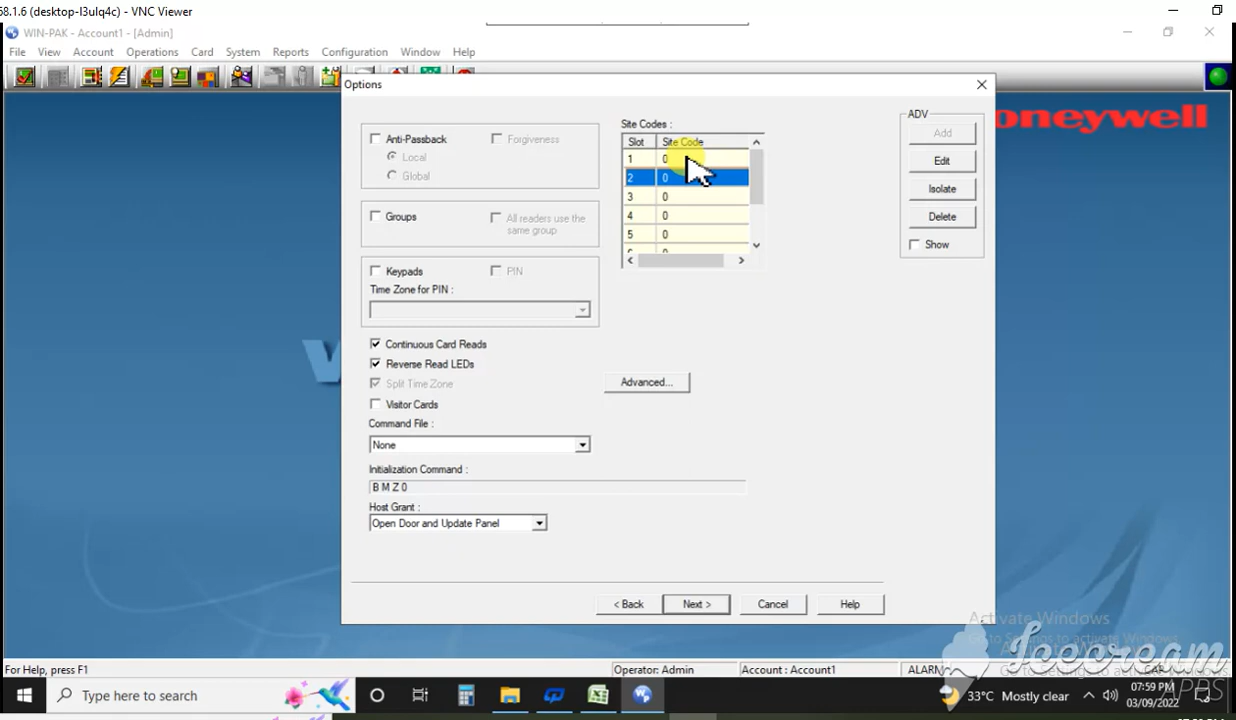 58.1.6 (desktop-l3ulq4c) - VNC Viewer
WIN-PAK - Account1 - [Admin]
File View Account Operations Card System Reports Configuration Window Help
Options
Anti-Passback
Forgiveness
Local
Global
Groups
All readers use the
same group
Keypads
PIN
Time Zone for PIN :
Continuous Card Reads
Reverse Read LEDs
Split Time Zone
Visitor Cards
Command File :
None
Initialization Command :
B M Z 0
Host Grant :
Open Door and Update Panel
Site Codes :
Slot Site Code
1 0
2 0
3 0
4 0
5 0
Advanced...
ADV
Add
Edit
Isolate
Delete
Show
oneywell
< Back
Next >
Cancel
Help
Activate Windows
Go to Settings to activate Windows
Icecream
APPS
For Help, press F1
Operator: Admin
Account : Account1
ALARM
Type here to search
33°C Mostly clear
07:59 PM
03/09/2022